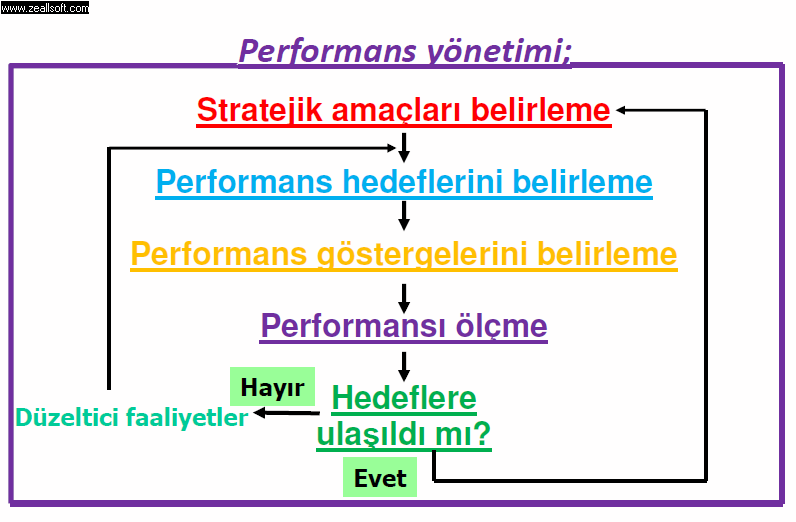 www.zeallsoft.com
Performans yönetimi;
Stratejik amaçları belirleme
Performans hedeflerini belirleme
Performans göstergelerini belirleme
Performansı ölçme
Hayır
Hedeflere
ulaşıldı mı?
Düzeltici faaliyetler
Evet